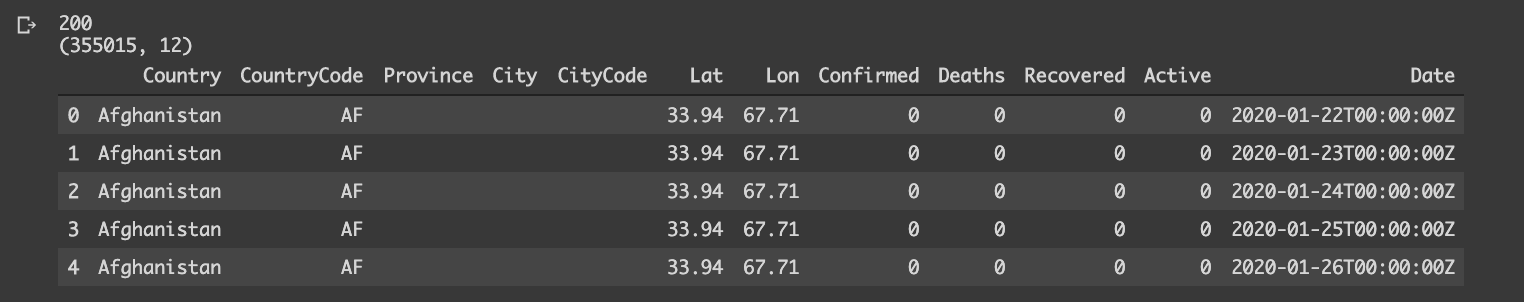 200
(355015, 12)
Country CountryCode Province City CityCode Lat Lon Confirmed Deaths Recovered Active Date
0 Afghanistan AF 33.94 67.71 0 0 0 0 2020-01-22T00:00:00Z
1 Afghanistan AF 33.94 67.71 0 0 0 0 2020-01-23T00:00:00Z
2 Afghanistan AF 33.94 67.71 0 0 0 0 2020-01-24T00:00:00Z
3 Afghanistan AF 33.94 67.71 0 0 0 0 2020-01-25T00:00:00Z
4 Afghanistan AF 33.94 67.71 0 0 0 0 2020-01-26T00:00:00Z